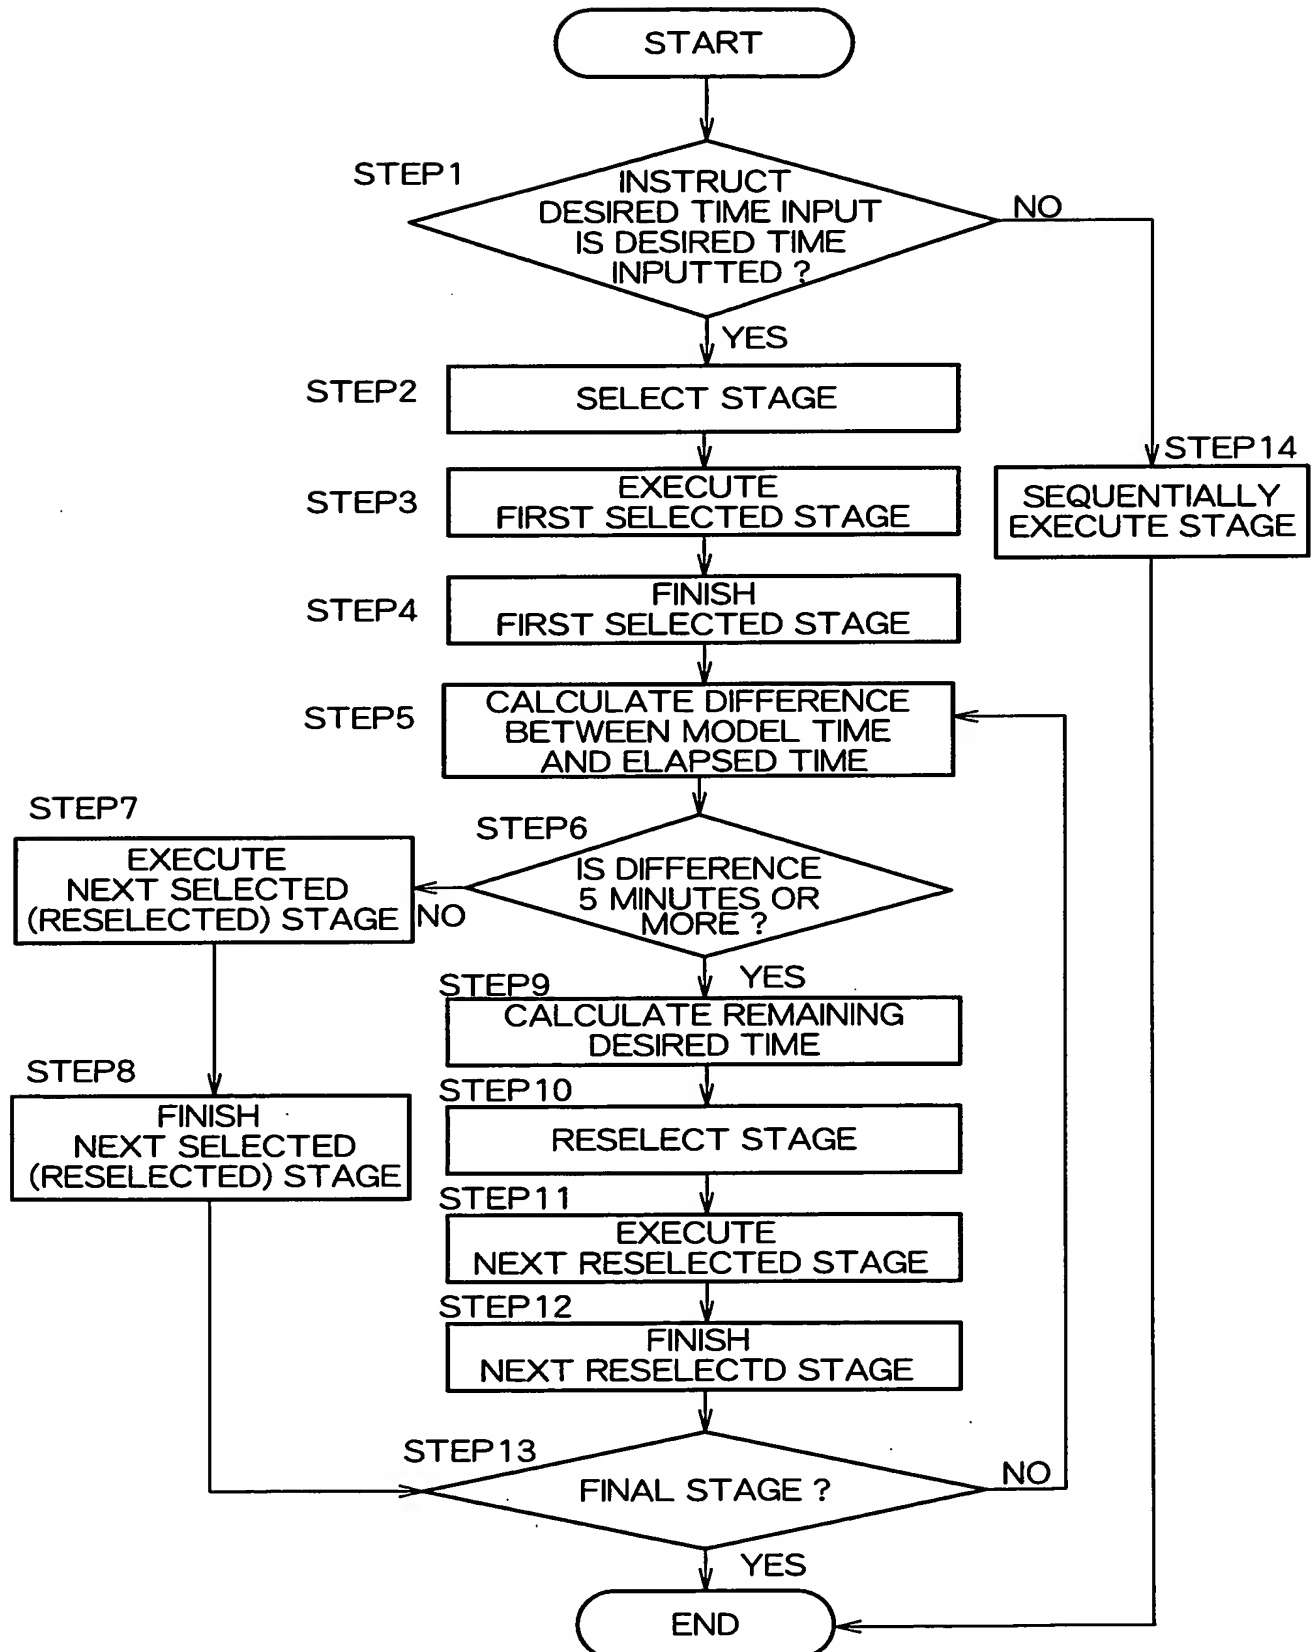 START
STEP1
INSTRUCT
DESIRED TIME INPUT
IS DESIRED TIME
INPUTTED ?
NO
YES
STEP2
SELECT STAGE
STEP14
SEQUENTIALLY
EXECUTE STAGE
STEP3
EXECUTE
FIRST SELECTED STAGE
STEP4
FINISH
FIRST SELECTED STAGE
STEP5
CALCULATE DIFFERENCE
BETWEEN MODEL TIME
AND ELAPSED TIME
STEP6
IS DIFFERENCE
5 MINUTES OR
MORE ?
NO
YES
STEP7
EXECUTE
NEXT SELECTED
(RESELECTED) STAGE
STEP8
FINISH
NEXT SELECTED
(RESELECTED) STAGE
STEP9
CALCULATE REMAINING
DESIRED TIME
STEP10
RESELECT STAGE
STEP11
EXECUTE
NEXT RESELECTED STAGE
STEP12
FINISH
NEXT RESELECTD STAGE
STEP13
FINAL STAGE ?
NO
YES
END